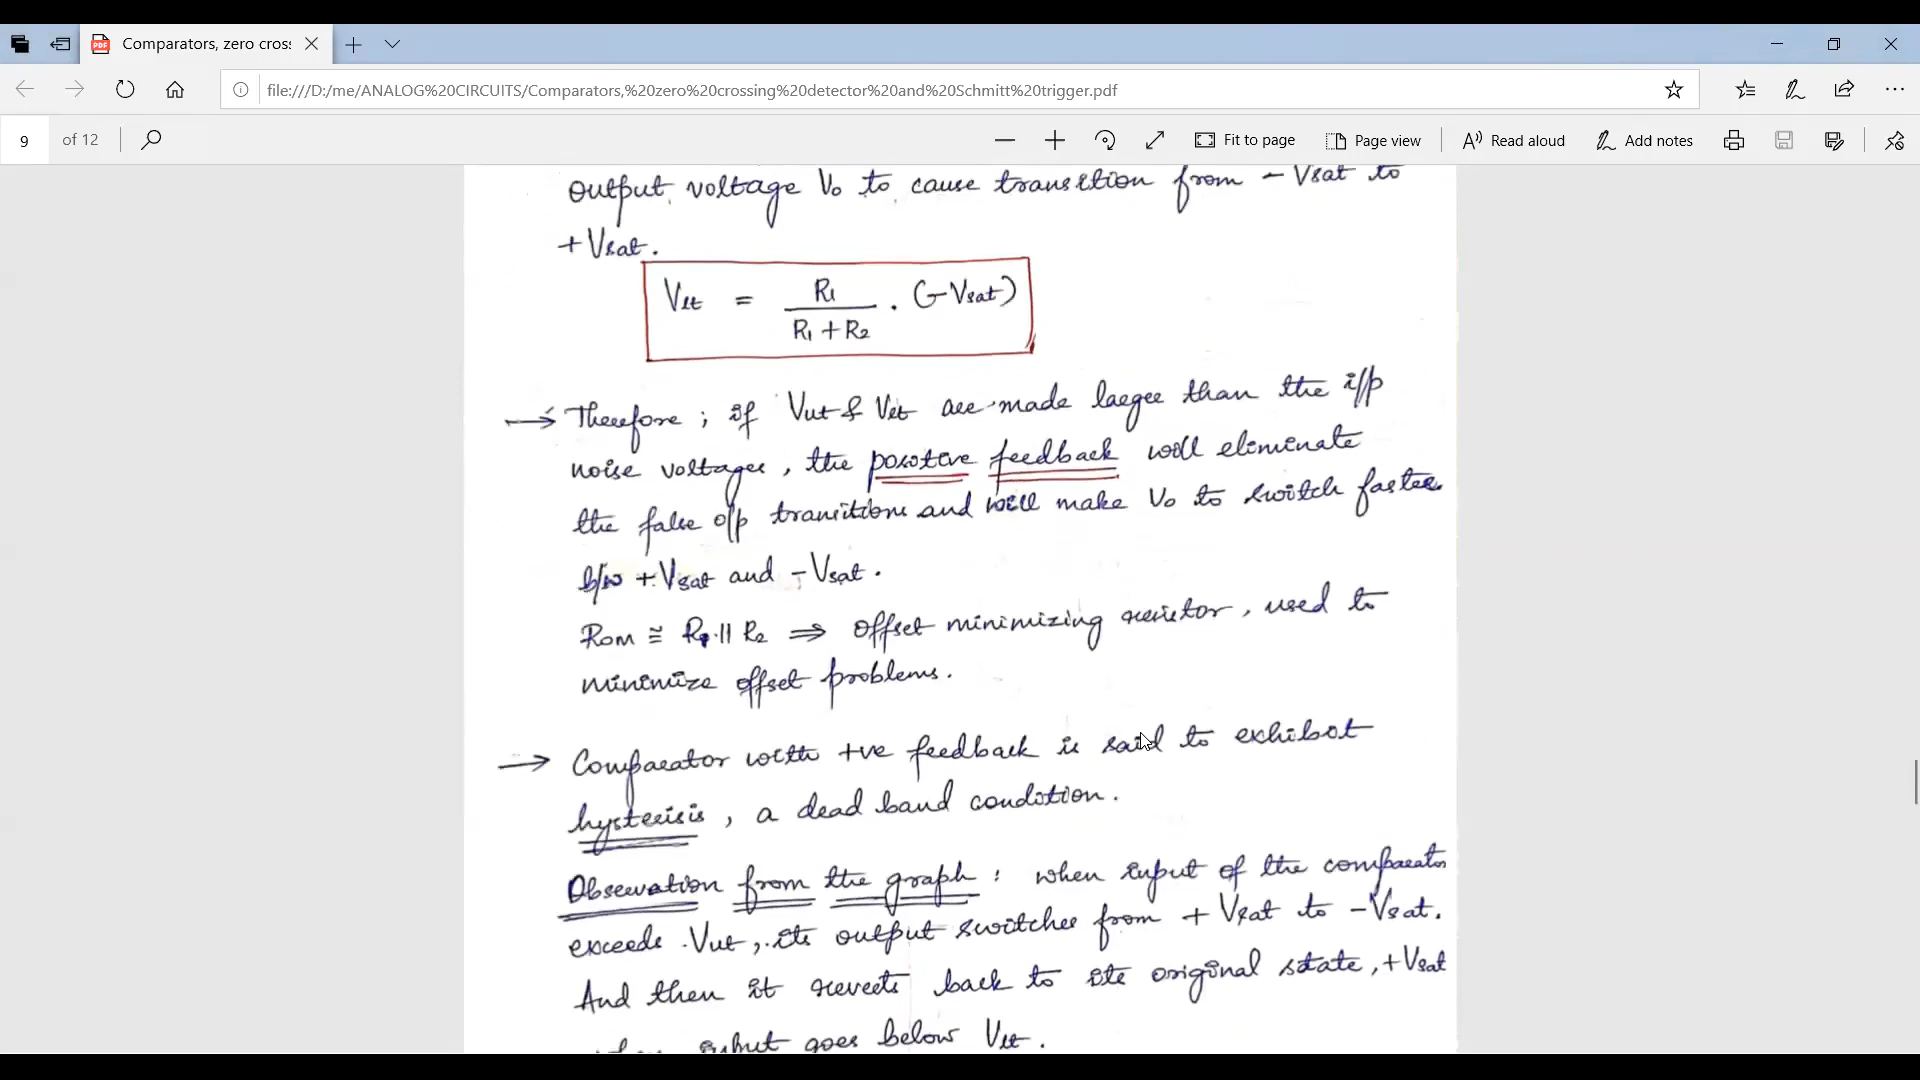 Comparators, zero cros:
file:///D:/me/ANALOG%20CIRCUITS/Comparators,%20zero%20crossing%20detector%20and%20Schmitt%20trigger.pdf
9 of 12 Fit to page Page view Read aloud Add notes
output voltage Vo to cause transition from - Vsat to
+Vsat.
Vlt = R1 / R1 + R2 . (-Vsat)
→ Therefore ; if Vut & Vlt are made larger than the i/p
noise voltages, the positive feedback will eliminate
the false o/p transitions and will make Vo to switch faster
b/w +Vsat and -Vsat.
Rom ≅ R1 || R2 ⇒ offset minimizing resistor, used to
minimize offset problems.
→ Comparator with +ve feedback is said to exhibit
hysterisis, a dead band condition.
Observation from the graph : when input of the comparator
exceeds Vut, its output switches from + Vsat to -Vsat.
And then it reverts back to its original state, +Vsat
when input goes below Vlt.